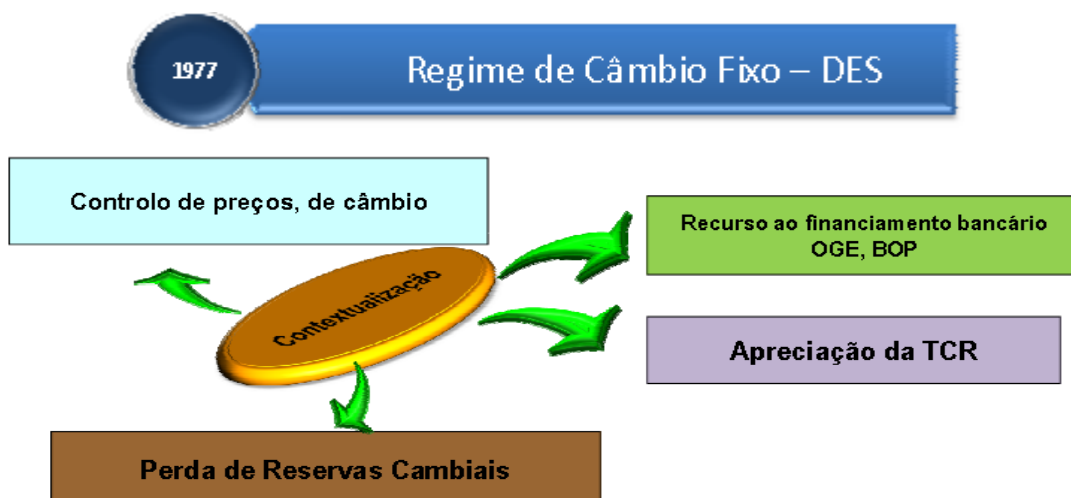 1977
Regime de Câmbio Fixo – DES
Controlo de preços, de câmbio
Recurso ao financiamento bancário
OGE, BOP
Contextualização
Apreciação da TCR
Perda de Reservas Cambiais